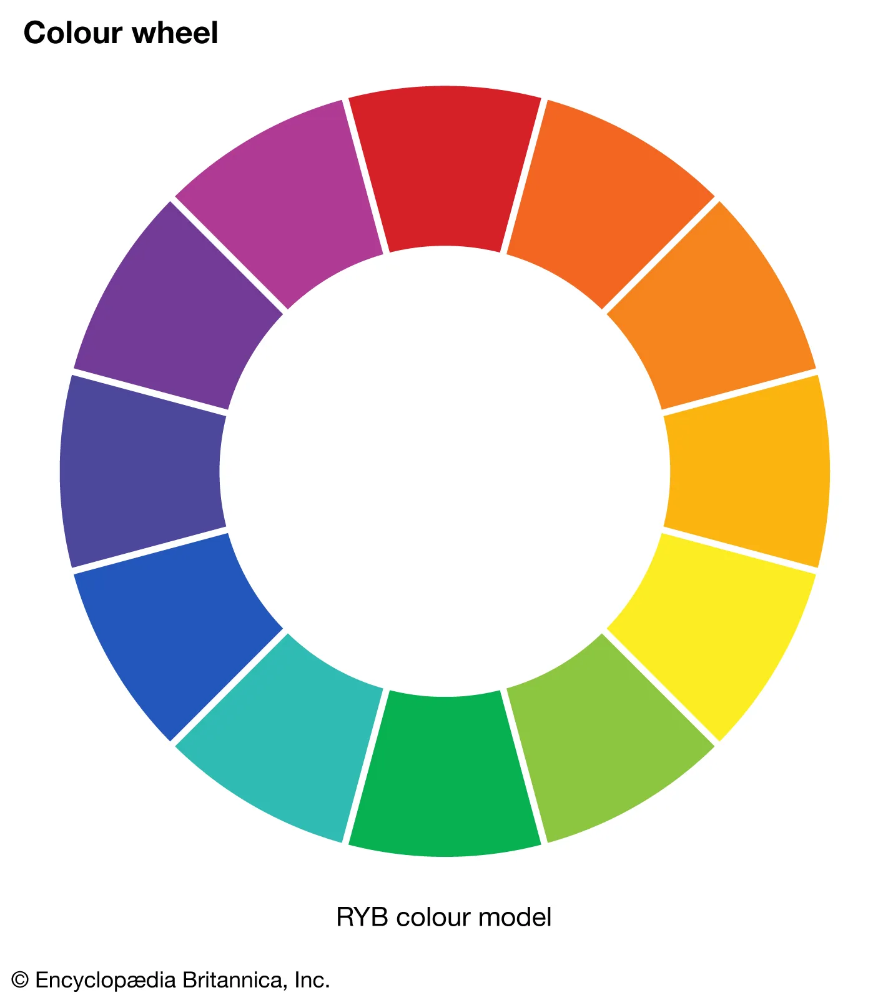 Colour wheel
RYB colour model
© Encyclopædia Britannica, Inc.